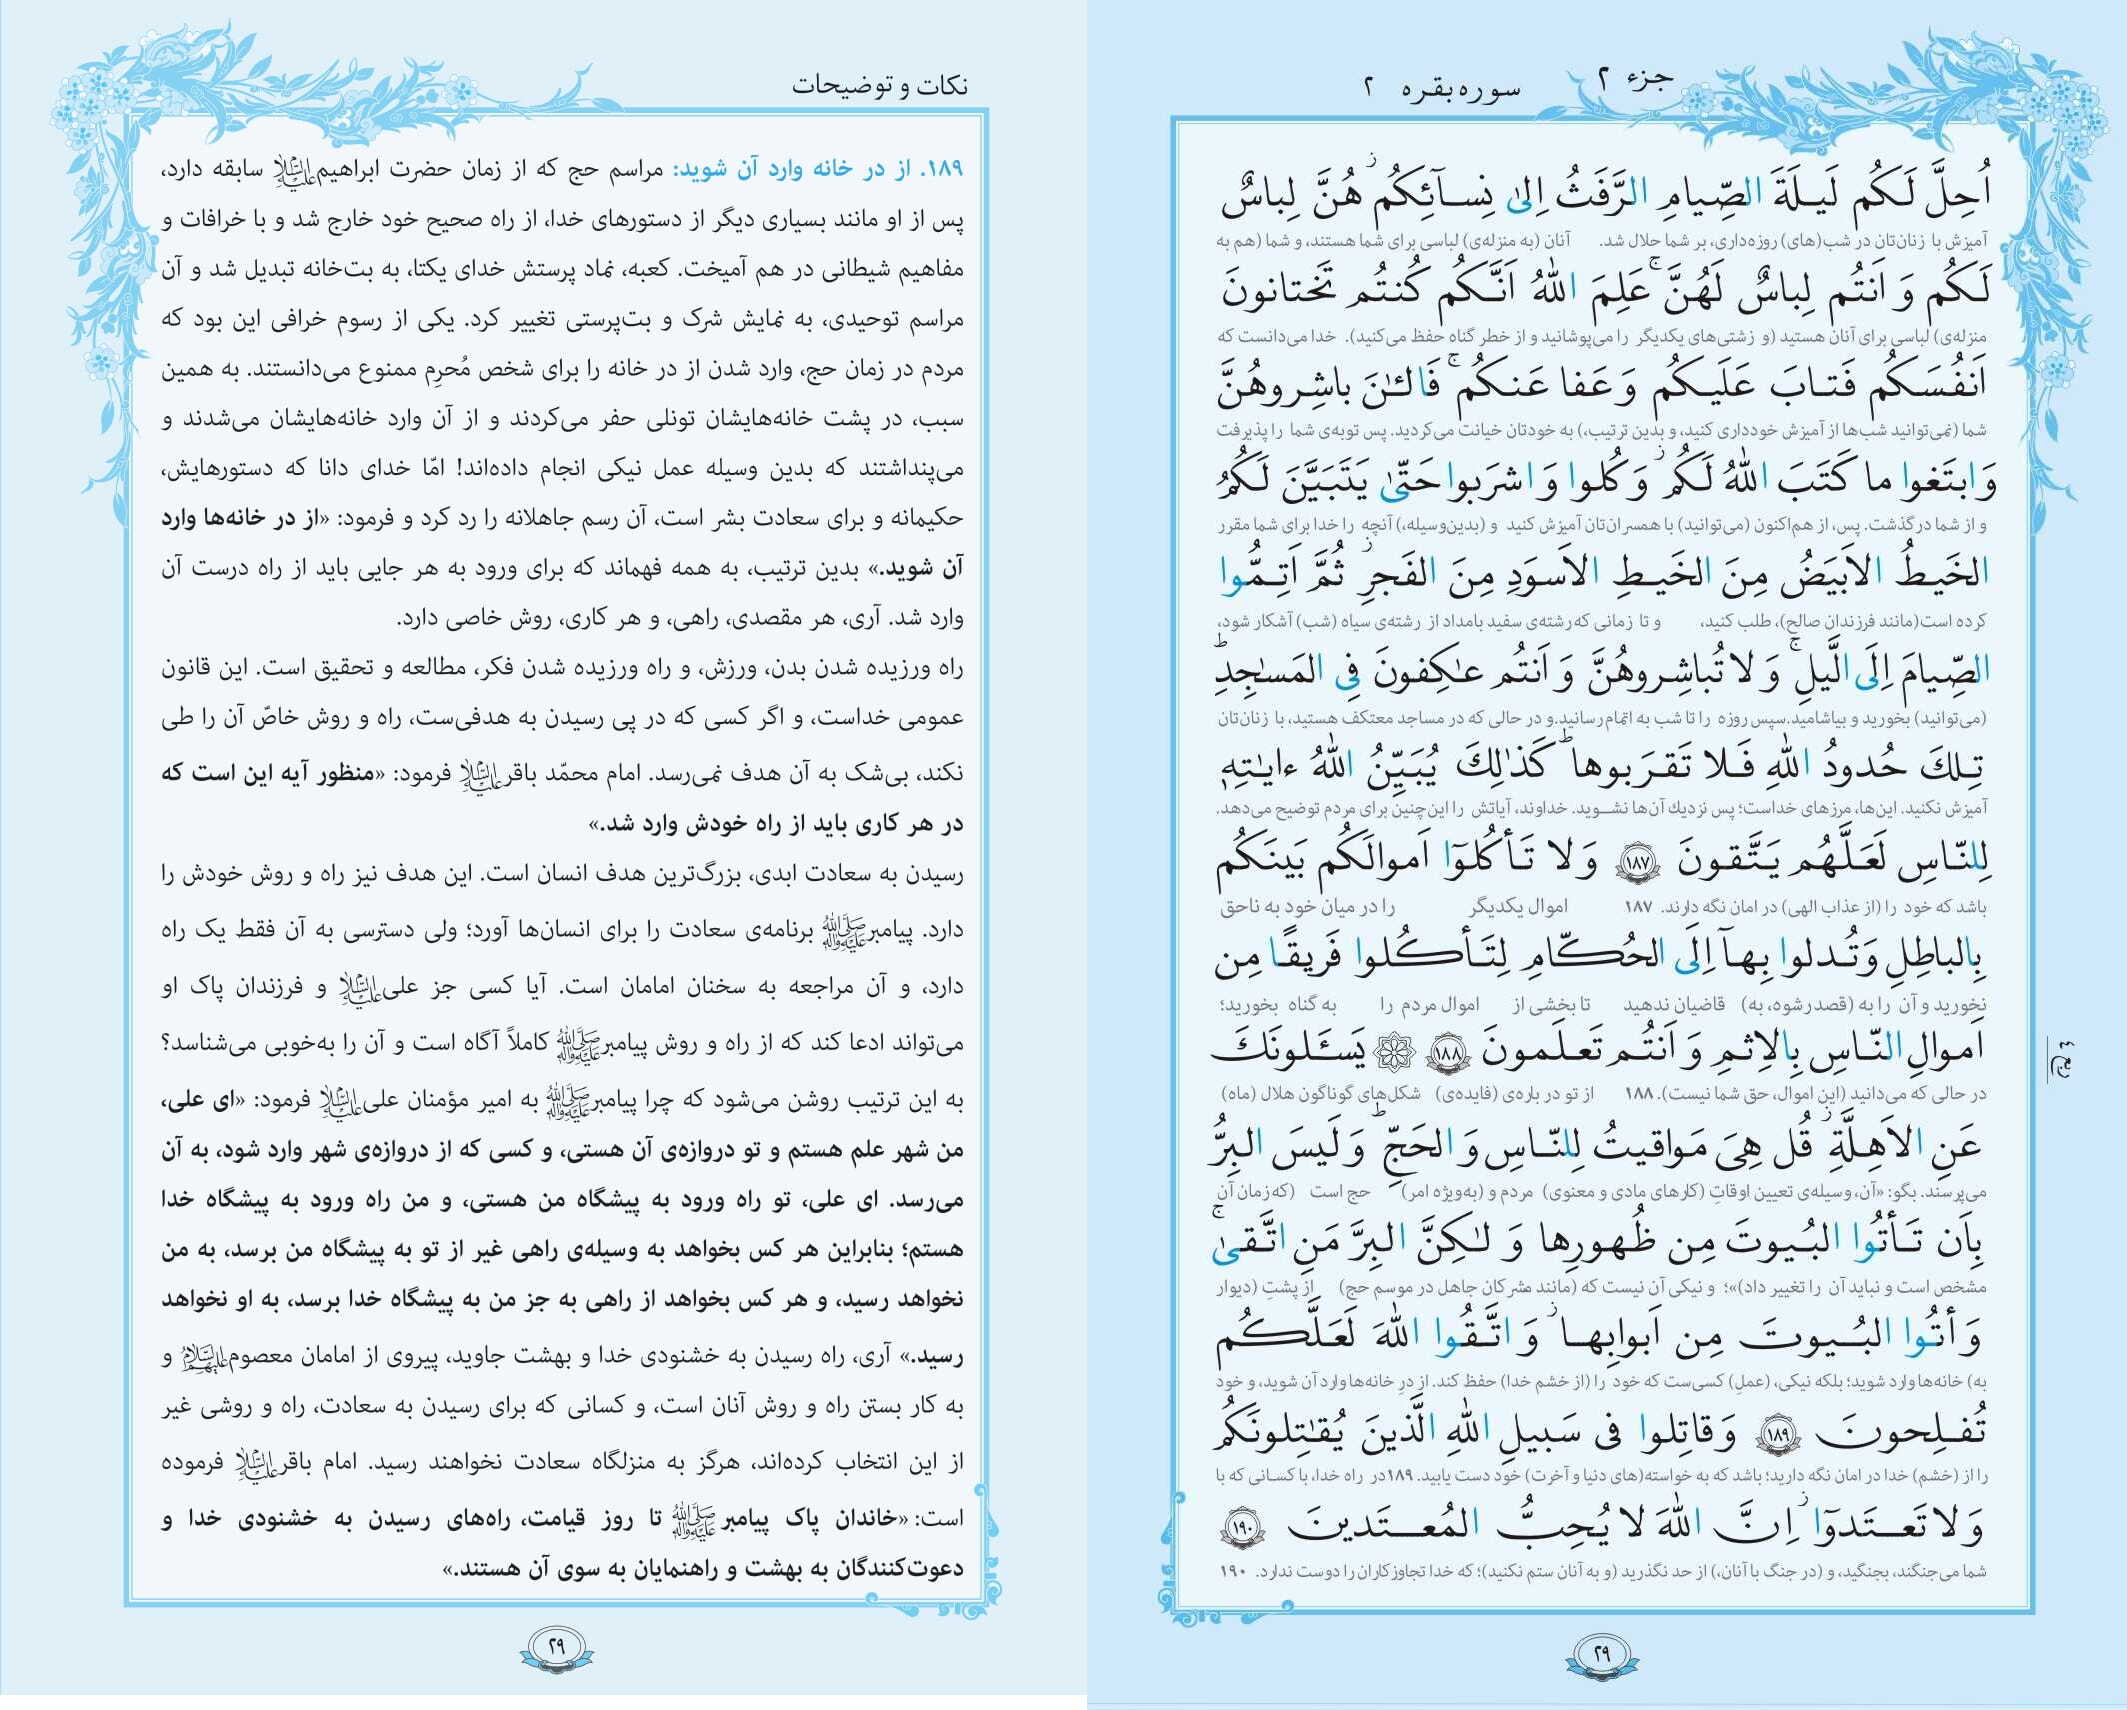 جزء ۲
سوره بقره ۲
اُحِلَّ لَكُم لَيلَةَ الصِّيامِ الرَّفَثُ اِلىٰ نِسآئِكُم ۚ هُنَّ لِباسٌ
آمیزش با زنان‌تان در شب(های) روزه‌داری، بر شما حلال شد. آنان (به منزله‌ی) لباسی برای شما هستند، و شما (هم به
لَكُم وَ اَنتُم لِباسٌ لَهُنَّ ۗ عَلِمَ اللّٰهُ اَنَّكُم كُنتُم تَختانونَ
منزله‌ی) لباسی برای آنان هستید (و زشتی‌های یکدیگر را می‌پوشانید و از خطر گناه حفظ می‌کنید). خدا می‌دانست که
اَنفُسَكُم فَتابَ عَلَيكُم وَ عَفا عَنكُم ۖ فَالـٰٔنَ باشِروهُنَّ
شما (نمی‌توانید شب‌ها از آمیزش خودداری کنید، و بدین ترتیب،) به خودتان خیانت می‌کردید. پس توبه‌ی شما را پذیرفت
وَ ابتَغوا ما كَتَبَ اللّٰهُ لَكُم ۚ وَ كُلوا وَ اشرَبوا حَتّىٰ يَتَبَيَّنَ لَكُمُ
و از شما درگذشت. پس، از هم‌اکنون (می‌توانید) با همسران‌تان آمیزش کنید و (بدین‌وسیله،) آنچه را خدا برای شما مقرر
الخَيطُ الاَبيَضُ مِنَ الخَيطِ الاَسوَدِ مِنَ الفَجرِ ۖ ثُمَّ اَتِمُّوا
کرده است(مانند فرزندان صالح)، طلب کنید، و تا زمانی که رشته‌ی سفید بامداد از رشته‌ی سیاه (شب) آشکار شود،
الصِّيامَ اِلَى الَّيلِ ۚ وَ لا تُباشِروهُنَّ وَ اَنتُم عٰكِفونَ فِى المَسٰجِدِ ۗ
(می‌توانید) بخورید و بیاشامید.سپس روزه را تا شب به اتمام رسانید.و در حالی که در مساجد معتکف هستید، با زنان‌تان
تِلكَ حُدودُ اللّٰهِ فَلا تَقرَبوها ۗ كَذٰلِكَ يُبَيِّنُ اللّٰهُ ءايٰتِهٖ
آمیزش نکنید. این‌ها، مرزهای خداست؛ پس نزدیک آن‌ها نشوید. خداوند، آیاتش را این‌چنین برای مردم توضیح می‌دهد.
لِلنّاسِ لَعَلَّهُم يَتَّقونَ ۱۸۷ وَ لا تَأكُلوٓا اَموالَكُم بَينَكُم
باشد که خود را (از عذاب الهی) در امان نگه دارند. ۱۸۷ اموال یکدیگر را در میان خود به ناحق
بِالباطِلِ وَ تُدلوا بِهآ اِلَى الحُكّامِ لِتَأكُلوا فَريقًا مِن
نخورید و آن را به (قصد رشوه، به) قاضیان ندهید تا بخشی از اموال مردم را به گناه بخورید؛
اَموالِ النّاسِ بِالاِثمِ وَ اَنتُم تَعلَمونَ ۱۸۸ يَسـَٔلونَكَ
در حالی که می‌دانید (این اموال، حق شما نیست). ۱۸۸ از تو درباره‌ی (فایده‌ی) شکل‌های گوناگون هلال (ماه)
عَنِ الاَهِلَّةِ ۖ قُل هِىَ مَواقيتُ لِلنّاسِ وَ الحَجِّ ۗ وَ لَيسَ البِرُّ
می‌پرسند. بگو: «آن، وسیله‌ی تعیین اوقاتِ (کارهای مادی و معنوی) مردم و (به‌ویژه امر) حج است (که زمان آن
بِاَن تَأتُوا البُيوتَ مِن ظُهورِها وَ لٰكِنَّ البِرَّ مَنِ اتَّقىٰ ۗ
مشخص است و نباید آن را تغییر داد)»؛ و نیکی آن نیست که (مانند مشرکان جاهل در موسم حج) از پشتِ (دیوار
وَ أتُوا البُيوتَ مِن اَبوابِها ۚ وَ اتَّقُوا اللّٰهَ لَعَلَّكُم
به) خانه‌ها وارد شوید؛ بلکه نیکی، (عملِ) کسی‌ست که خود را (از خشم خدا) حفظ کند. از درِ خانه‌ها وارد آن شوید، و خود
تُفلِحونَ ۱۸۹ وَ قاتِلوا فى سَبيلِ اللّٰهِ الَّذينَ يُقٰتِلونَكُم
را از (خشم) خدا در امان نگه دارید؛ باشد که به خواسته(های دنیا و آخرت) خود دست یابید. ۱۸۹در راه خدا، با کسانی که با
وَ لا تَعتَدوٓا ۚ اِنَّ اللّٰهَ لا يُحِبُّ المُعتَدينَ ۱۹۰
شما می‌جنگند، بجنگید، و (در جنگ با آنان،) از حد نگذرید (و به آنان ستم نکنید)؛ که خدا تجاوزکاران را دوست ندارد. ۱۹۰
۲۹
نکات و توضیحات
۱۸۹. از در خانه وارد آن شوید: مراسم حج که از زمان حضرت ابراهیم علیه‌السلام سابقه دارد،
پس از او مانند بسیاری دیگر از دستورهای خدا، از راه صحیح خود خارج شد و با خرافات و
مفاهیم شیطانی در هم آمیخت. کعبه، نماد پرستش خدای یکتا، به بت‌خانه تبدیل شد و آن
مراسم توحیدی، به نمایش شرک و بت‌پرستی تغییر کرد. یکی از رسوم خرافی این بود که
مردم در زمان حج، وارد شدن از در خانه را برای شخص مُحرِم ممنوع می‌دانستند. به همین
سبب، در پشت خانه‌هایشان تونلی حفر می‌کردند و از آن وارد خانه‌هایشان می‌شدند و
می‌پنداشتند که بدین وسیله عمل نیکی انجام داده‌اند! امّا خدای دانا که دستورهایش،
حکیمانه و برای سعادت بشر است، آن رسم جاهلانه را رد کرد و فرمود: «از در خانه‌ها وارد
آن شوید.» بدین ترتیب، به همه فهماند که برای ورود به هر جایی باید از راه درست آن
وارد شد. آری، هر مقصدی، راهی، و هر کاری، روش خاصی دارد.
راه ورزیده شدن بدن، ورزش، و راه ورزیده شدن فکر، مطالعه و تحقیق است. این قانون
عمومی خداست، و اگر کسی که در پی رسیدن به هدفی‌ست، راه و روش خاصّ آن را طی
نکند، بی‌شک به آن هدف نمی‌رسد. امام محمّد باقر علیه‌السلام فرمود: «منظور آیه این است که
در هر کاری باید از راه خودش وارد شد.»
رسیدن به سعادت ابدی، بزرگ‌ترین هدف انسان است. این هدف نیز راه و روش خودش را
دارد. پیامبر ﷺ برنامه‌ی سعادت را برای انسان‌ها آورد؛ ولی دسترسی به آن فقط یک راه
دارد، و آن مراجعه به سخنان امامان است. آیا کسی جز علی علیه‌السلام و فرزندان پاک او
می‌تواند ادعا کند که از راه و روش پیامبر ﷺ کاملاً آگاه است و آن را به‌خوبی می‌شناسد؟
به این ترتیب روشن می‌شود که چرا پیامبر ﷺ به امیر مؤمنان علی علیه‌السلام فرمود: «ای علی،
من شهر علم هستم و تو دروازه‌ی آن هستی، و کسی که از دروازه‌ی شهر وارد شود، به آن
می‌رسد. ای علی، تو راه ورود به پیشگاه من هستی، و من راه ورود به پیشگاه خدا
هستم؛ بنابراین هر کس بخواهد به وسیله‌ی راهی غیر از تو به پیشگاه من برسد، به من
نخواهد رسید، و هر کس بخواهد از راهی به جز من به پیشگاه خدا برسد، به او نخواهد
رسید.» آری، راه رسیدن به خشنودی خدا و بهشت جاوید، پیروی از امامان معصوم علیهم‌السلام و
به کار بستن راه و روش آنان است، و کسانی که برای رسیدن به سعادت، راه و روشی غیر
از این انتخاب کرده‌اند، هرگز به منزلگاه سعادت نخواهند رسید. امام باقر علیه‌السلام فرموده
است: «خاندان پاک پیامبر ﷺ تا روز قیامت، راه‌های رسیدن به خشنودی خدا و
دعوت‌کنندگان به بهشت و راهنمایان به سوی آن هستند.»
۲۹